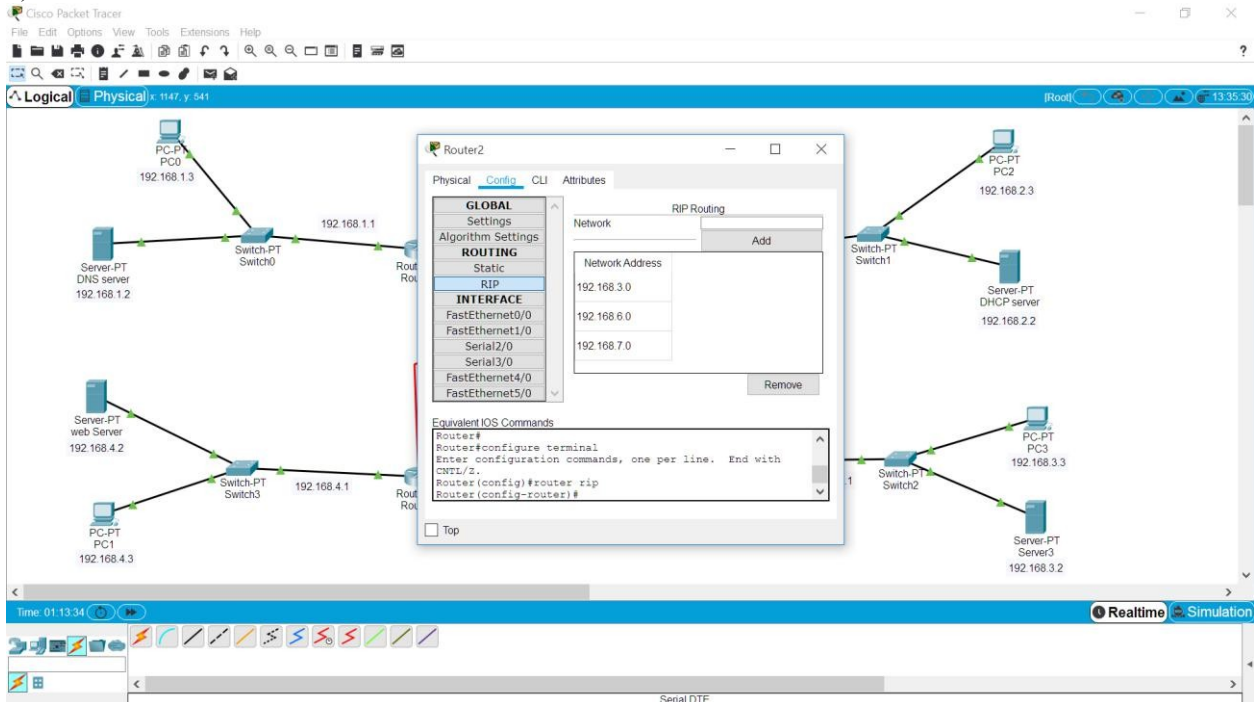 Cisco Packet Tracer
File Edit Options View Tools Extensions Help
?
Logical Physical x: 1147, y: 541 [Root] 13:35:30
PC-PT
PC0
192.168.1.3
192.168.1.1
Server-PT
DNS server
192.168.1.2
Switch-PT
Switch0
Rout
Rou
Server-PT
web Server
192.168.4.2
Switch-PT
Switch3
192.168.4.1
Rout
Rou
PC-PT
PC1
192.168.4.3
Router2
Physical Config CLI Attributes
GLOBAL
Settings
Algorithm Settings
ROUTING
Static
RIP
INTERFACE
FastEthernet0/0
FastEthernet1/0
Serial2/0
Serial3/0
FastEthernet4/0
FastEthernet5/0
RIP Routing
Network
Add
Network Address
192.168.3.0
192.168.6.0
192.168.7.0
Remove
Equivalent IOS Commands
Router#
Router#configure terminal
Enter configuration commands, one per line. End with
CNTL/Z.
Router(config)#router rip
Router(config-router)#
Top
PC-PT
PC2
192.168.2.3
Switch-PT
Switch1
Server-PT
DHCP server
192.168.2.2
PC-PT
PC3
192.168.3.3
.1
Switch-PT
Switch2
Server-PT
Server3
192.168.3.2
Time: 01:13:34 Realtime Simulation
Serial DTE